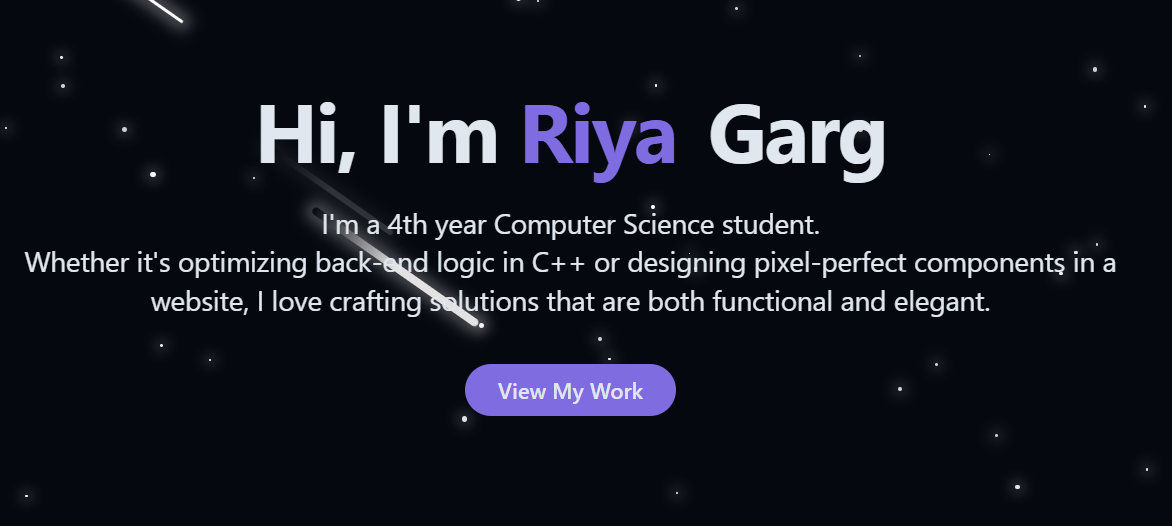 Hi, I'm Riya Garg
I'm a 4th year Computer Science student.
Whether it's optimizing back-end logic in C++ or designing pixel-perfect components in a
website, I love crafting solutions that are both functional and elegant.
View My Work